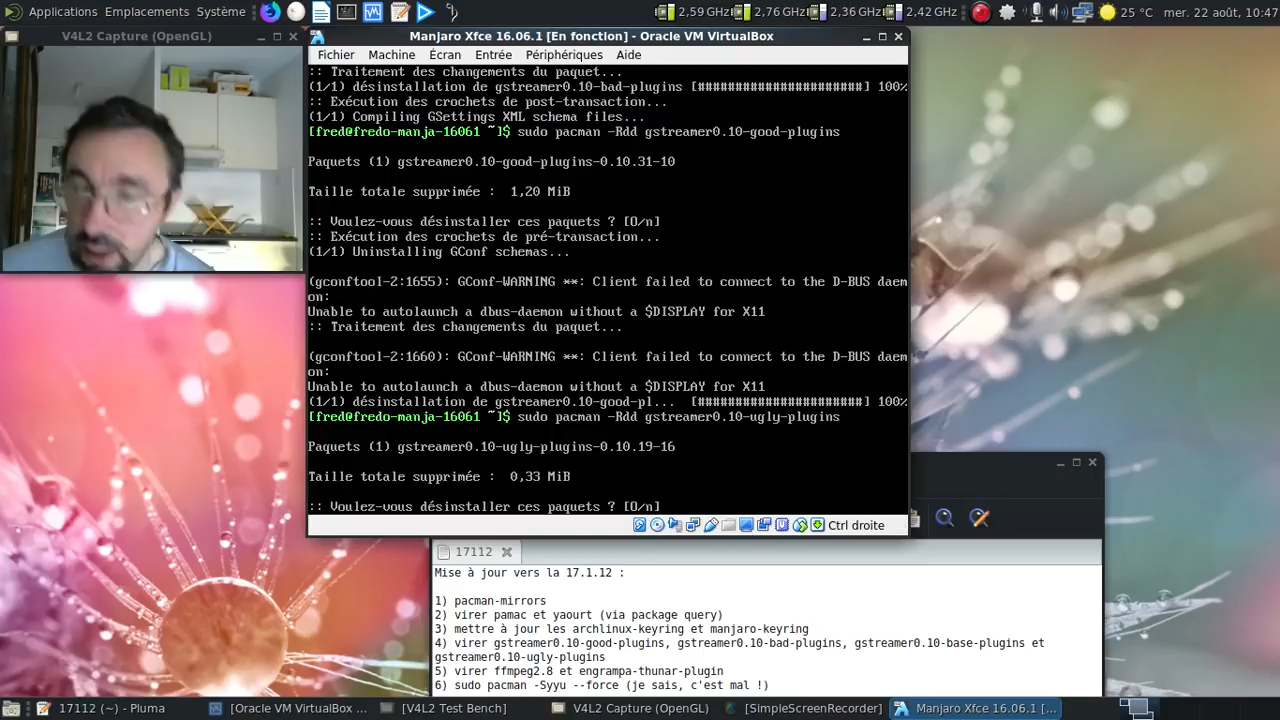 Applications Emplacements Système
2,59 GHz 2,76 GHz 2,36 GHz 2,42 GHz 25 °C mer. 22 août, 10:47
V4L2 Capture (OpenGL)
Manjaro Xfce 16.06.1 [En fonction] - Oracle VM VirtualBox
Fichier Machine Écran Entrée Périphériques Aide
:: Traitement des changements du paquet...
(1/1) désinstallation de gstreamer0.10-bad-plugins [######################] 100%
:: Exécution des crochets de post-transaction...
(1/1) Compiling GSettings XML schema files...
[fred@fredo-manja-16061 ~]$ sudo pacman -Rdd gstreamer0.10-good-plugins
Paquets (1) gstreamer0.10-good-plugins-0.10.31-10
Taille totale supprimée : 1,20 MiB
:: Voulez-vous désinstaller ces paquets ? [O/n]
:: Exécution des crochets de pré-transaction...
(1/1) Uninstalling GConf schemas...
(gconftool-2:1655): GConf-WARNING **: Client failed to connect to the D-BUS daem
on:
Unable to autolaunch a dbus-daemon without a $DISPLAY for X11
:: Traitement des changements du paquet...
(gconftool-2:1660): GConf-WARNING **: Client failed to connect to the D-BUS daem
on:
Unable to autolaunch a dbus-daemon without a $DISPLAY for X11
(1/1) désinstallation de gstreamer0.10-good-pl... [######################] 100%
[fred@fredo-manja-16061 ~]$ sudo pacman -Rdd gstreamer0.10-ugly-plugins
Paquets (1) gstreamer0.10-ugly-plugins-0.10.19-16
Taille totale supprimée : 0,33 MiB
:: Voulez-vous désinstaller ces paquets ? [O/n]
Ctrl droite
17112
Mise à jour vers la 17.1.12 :
1) pacman-mirrors
2) virer pamac et yaourt (via package query)
3) mettre à jour les archlinux-keyring et manjaro-keyring
4) virer gstreamer0.10-good-plugins, gstreamer0.10-bad-plugins, gstreamer0.10-base-plugins et
gstreamer0.10-ugly-plugins
5) virer ffmpeg2.8 et engrampa-thunar-plugin
6) sudo pacman -Syyu --force (je sais, c'est mal !)
17112 (~) - Pluma [Oracle VM VirtualBox ... [V4L2 Test Bench] V4L2 Capture (OpenGL) [SimpleScreenRecorder] Manjaro Xfce 16.06.1 [...